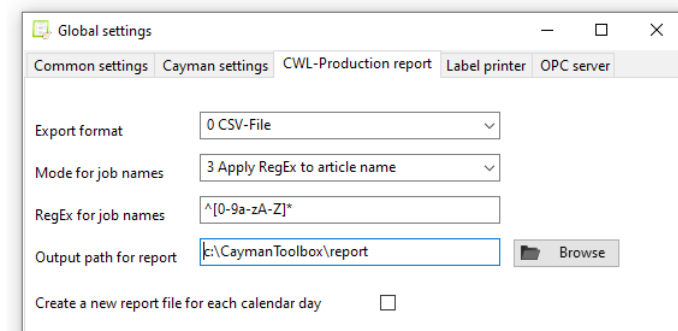 Global settings
Common settings Cayman settings CWL-Production report Label printer OPC server
Export format 0 CSV-File
Mode for job names 3 Apply RegEx to article name
RegEx for job names ^[0-9a-zA-Z]*
Output path for report c:\CaymanToolbox\report Browse
Create a new report file for each calendar day